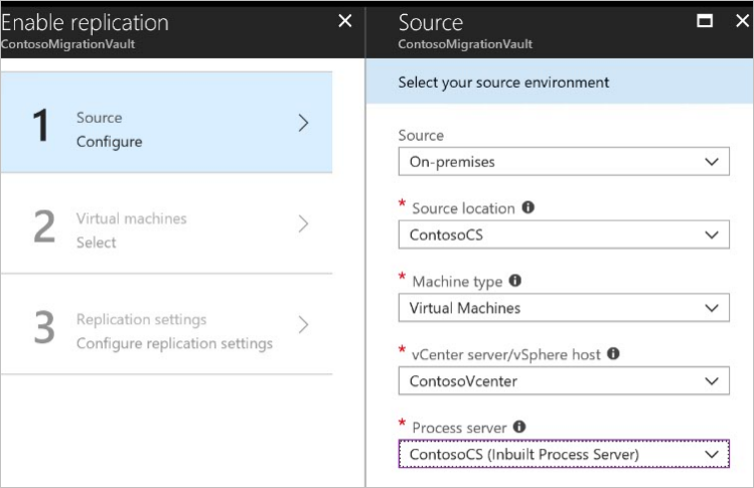 Enable replication
ContosoMigrationVault
1
Source
Configure
2
Virtual machines
Select
3
Replication settings
Configure replication settings
Source
ContosoMigrationVault
Select your source environment
Source
On-premises
* Source location
ContosoCS
* Machine type
Virtual Machines
* vCenter server/vSphere host
ContosoVcenter
* Process server
ContosoCS (Inbuilt Process Server)